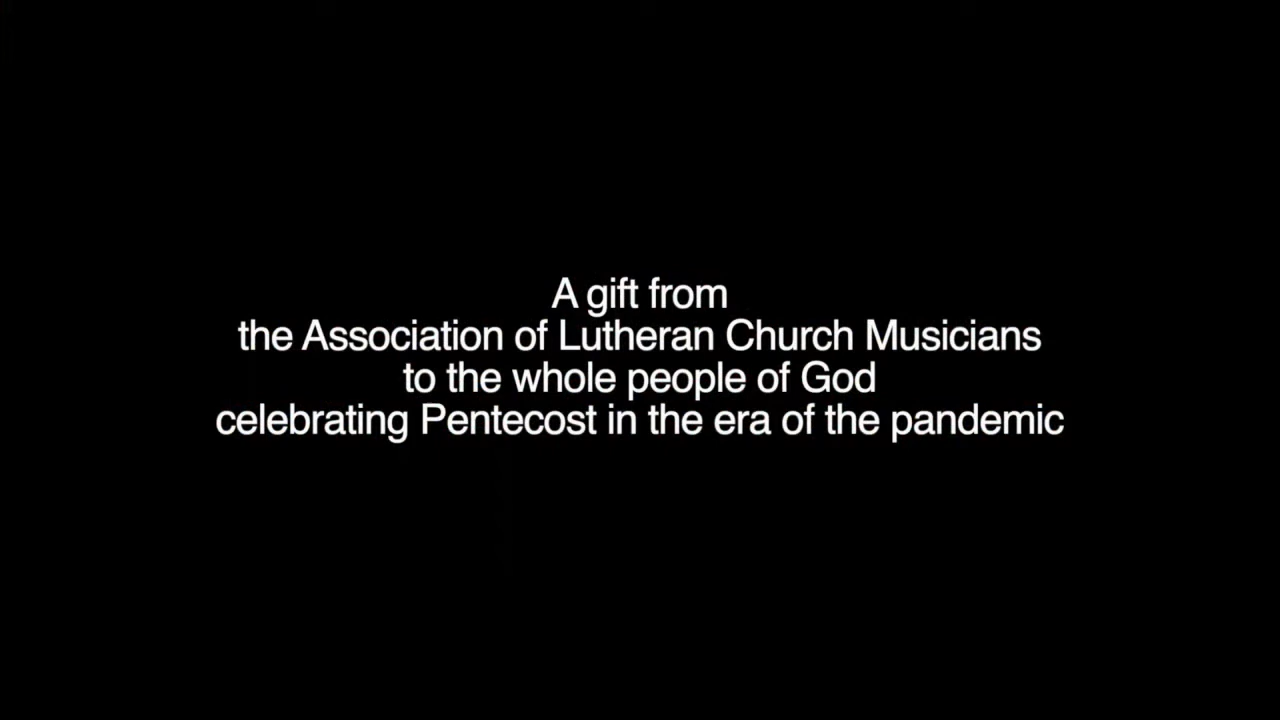 A gift from
the Association of Lutheran Church Musicians
to the whole people of God
celebrating Pentecost in the era of the pandemic